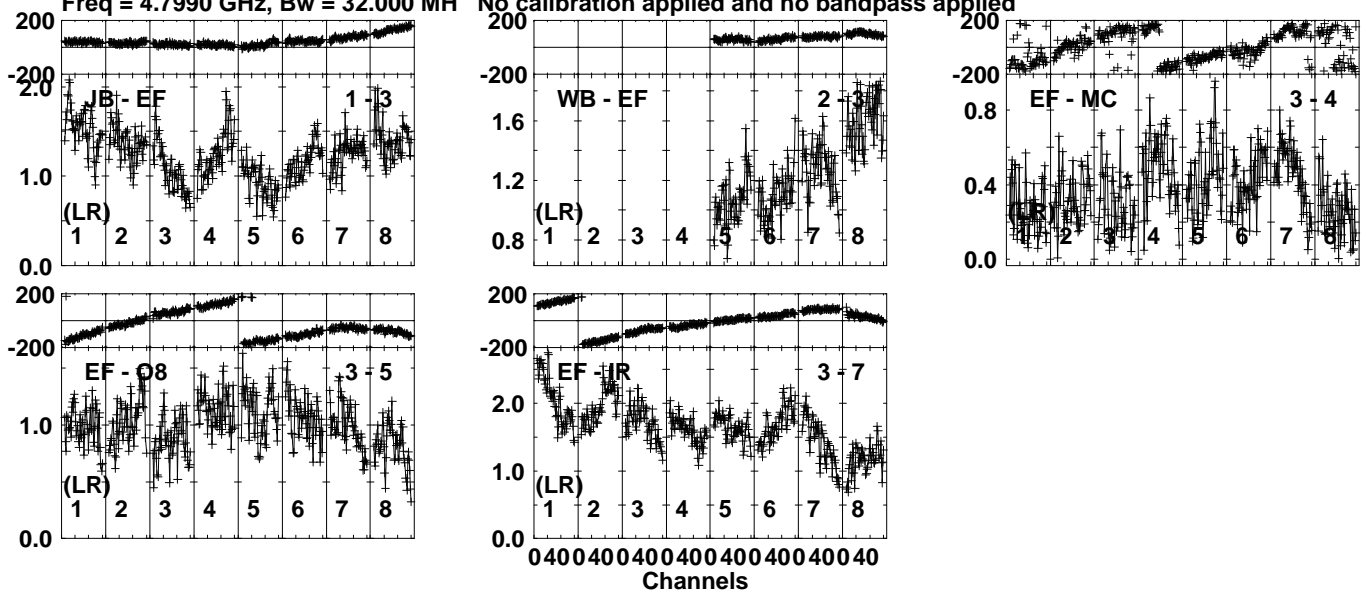 Freq = 4.7990 GHz, Bw = 32.000 MH No calibration applied and no bandpass applied
200
-200
2.0
1.0
0.0
JB - EF 1 - 3
(LR)
1 2 3 4 5 6 7 8
200
-200
1.6
1.2
0.8
WB - EF 2 - 3
(LR)
1 2 3 4 5 6 7 8
200
-200
0.8
0.4
0.0
EF - MC 3 - 4
(LR)
1 2 3 4 5 6 7 8
200
-200
1.0
0.0
EF - O8 3 - 5
(LR)
1 2 3 4 5 6 7 8
200
-200
2.0
1.0
0.0
EF - IR 3 - 7
(LR)
1 2 3 4 5 6 7 8
0 40 0 40 0 40 0 40 0 40 0 40 0 40 0 40
Channels